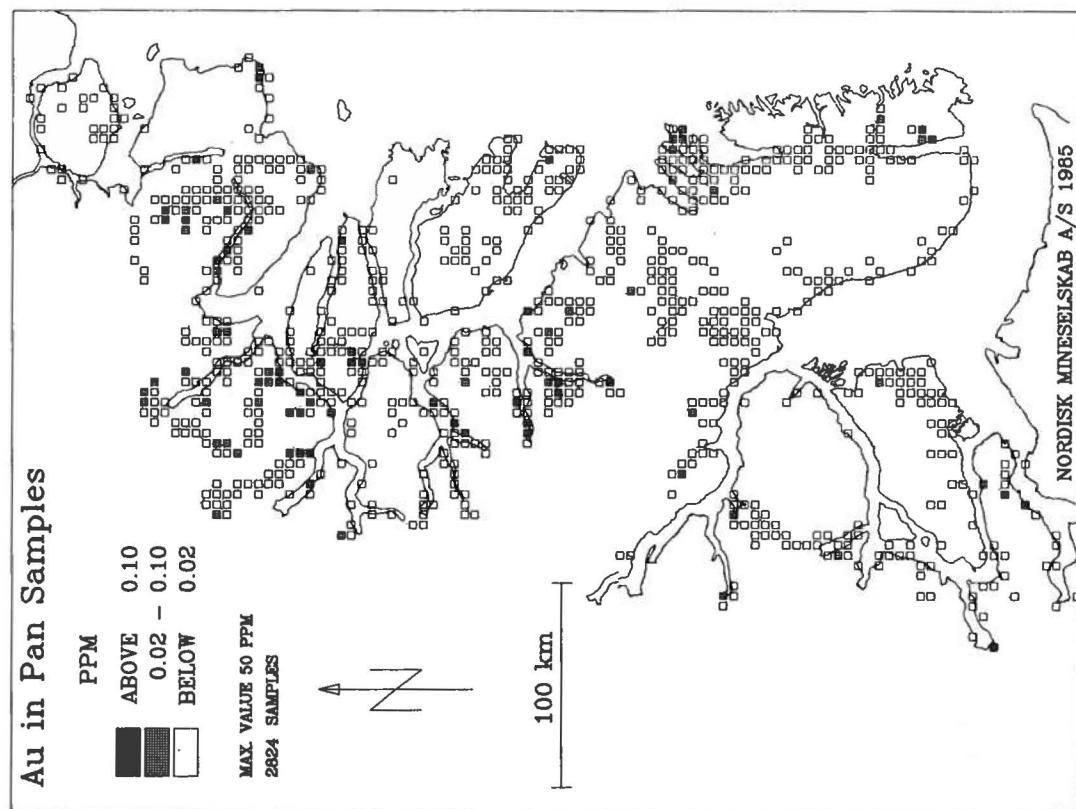 Au in Pan Samples
PPM
ABOVE 0.10
0.02 - 0.10
BELOW 0.02
MAX. VALUE 50 PPM
2824 SAMPLES
N
100 km
NORDISK MINESELSKAB A/S 1985